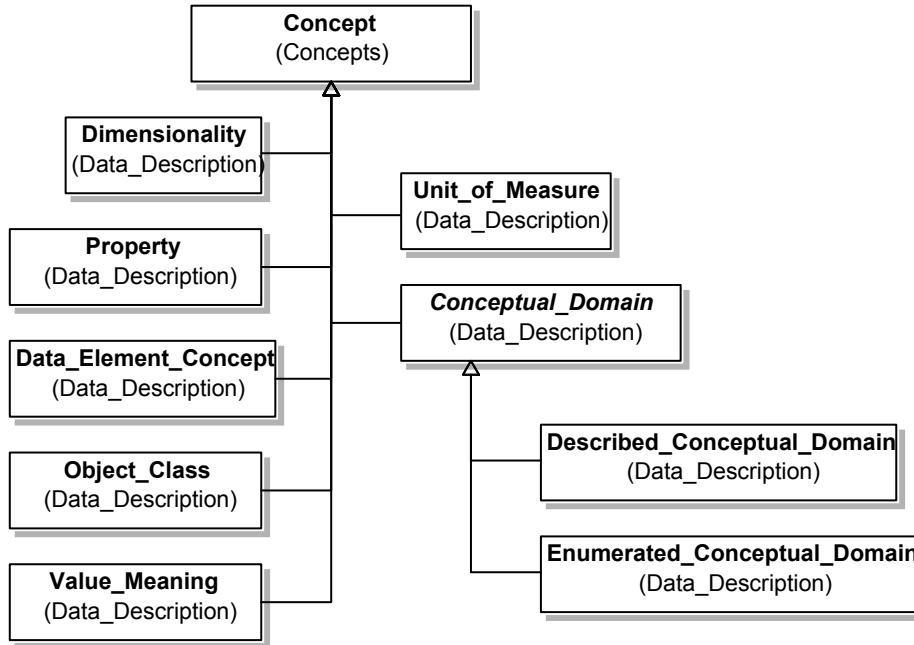 Concept
(Concepts)
Dimensionality
(Data_Description)
Unit_of_Measure
(Data_Description)
Property
(Data_Description)
Conceptual_Domain
(Data_Description)
Data_Element_Concept
(Data_Description)
Described_Conceptual_Domain
(Data_Description)
Object_Class
(Data_Description)
Enumerated_Conceptual_Domain
(Data_Description)
Value_Meaning
(Data_Description)